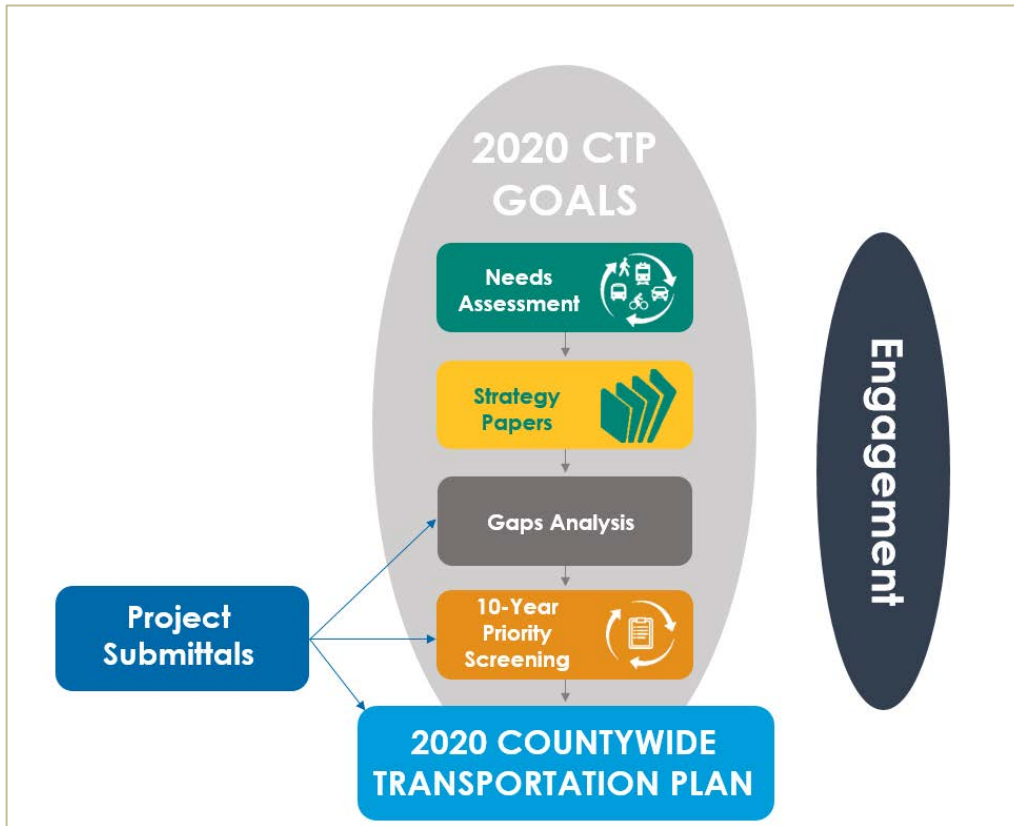 2020 CTP
GOALS
Needs
Assessment
Strategy
Papers
Gaps Analysis
10-Year
Priority
Screening
Project
Submittals
2020 COUNTYWIDE
TRANSPORTATION PLAN
Engagement